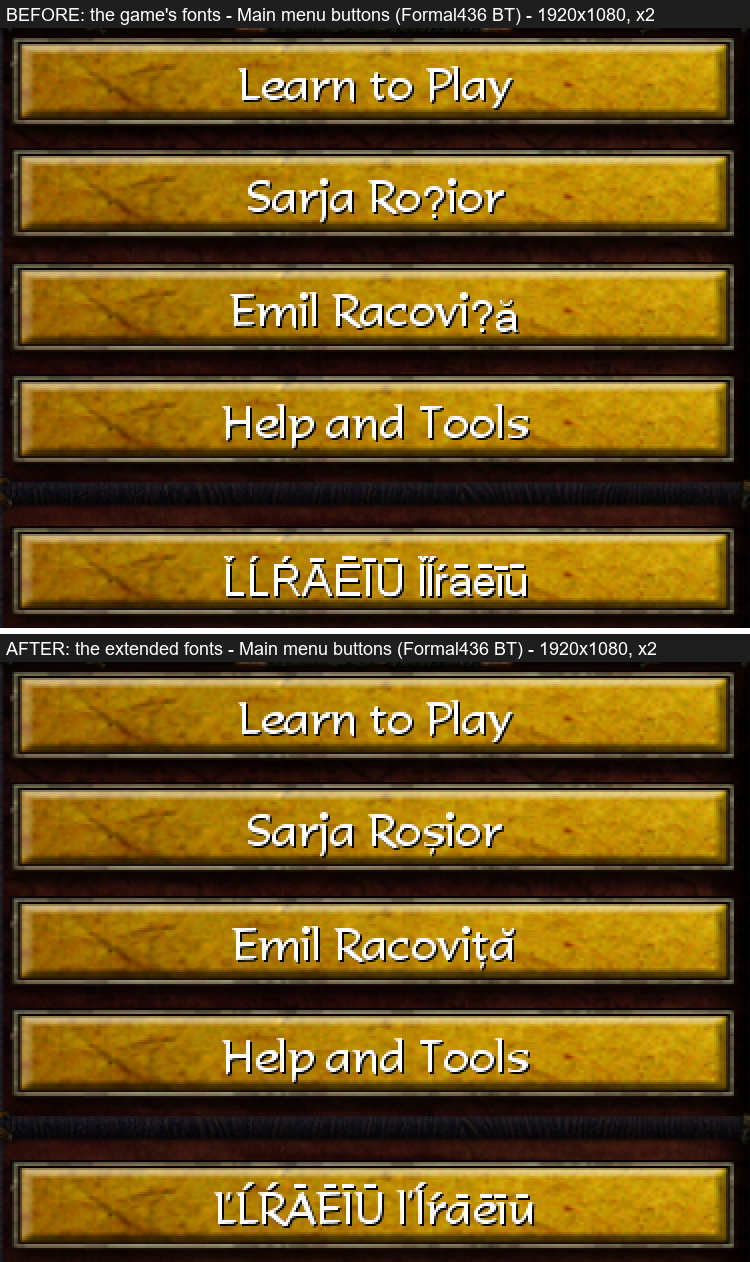 BEFORE: the game's fonts - Main menu buttons (Formal436 BT) - 1920x1080, x2
Learn to Play
Sarja Ro?ior
Emil Racovi?ă
Help and Tools
ĽĹŔĀĒĪŪ ľĺŕāēīū
AFTER: the extended fonts - Main menu buttons (Formal436 BT) - 1920x1080, x2
Learn to Play
Sarja Roșior
Emil Racoviță
Help and Tools
ĽĹŔĀĒĪŪ ľĺŕāēīū